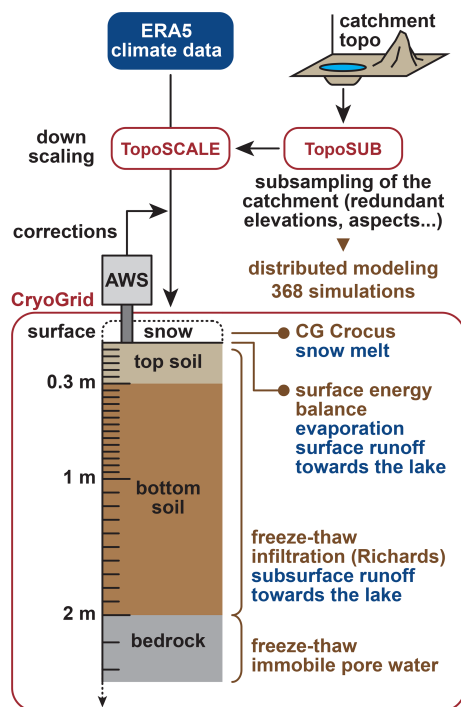 ERA5
climate data
catchment
topo
down
scaling
TopoSCALE
TopoSUB
subsampling of the
catchment (redundant
elevations, aspects...)
corrections
AWS
distributed modeling
368 simulations
CryoGrid
surface
snow
CG Crocus
snow melt
top soil
0.3 m
surface energy
balance
evaporation
surface runoff
towards the lake
1 m
bottom
soil
freeze-thaw
infiltration (Richards)
subsurface runoff
towards the lake
2 m
bedrock
freeze-thaw
immobile pore water